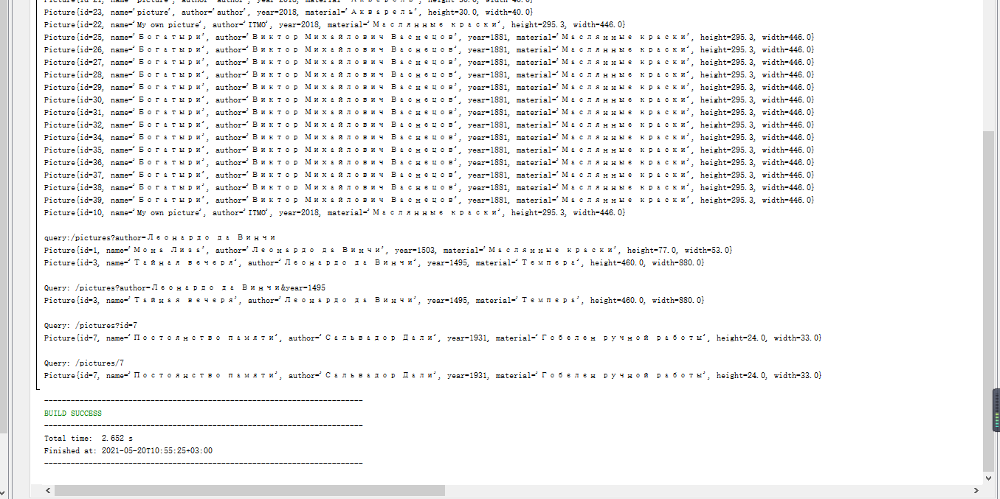 Picture{id=21, name='picture', author='author', year=2018, material='Акварель', height=30.0, width=40.0}
Picture{id=23, name='picture', author='author', year=2018, material='Акварель', height=30.0, width=40.0}
Picture{id=22, name='My own picture', author='ITMO', year=2018, material='Маслянные краски', height=295.3, width=446.0}
Picture{id=25, name='Богатыри', author='Виктор Михайлович Васнецов', year=1881, material='Маслянные краски', height=295.3, width=446.0}
Picture{id=26, name='Богатыри', author='Виктор Михайлович Васнецов', year=1881, material='Маслянные краски', height=295.3, width=446.0}
Picture{id=27, name='Богатыри', author='Виктор Михайлович Васнецов', year=1881, material='Маслянные краски', height=295.3, width=446.0}
Picture{id=28, name='Богатыри', author='Виктор Михайлович Васнецов', year=1881, material='Маслянные краски', height=295.3, width=446.0}
Picture{id=29, name='Богатыри', author='Виктор Михайлович Васнецов', year=1881, material='Маслянные краски', height=295.3, width=446.0}
Picture{id=30, name='Богатыри', author='Виктор Михайлович Васнецов', year=1881, material='Маслянные краски', height=295.3, width=446.0}
Picture{id=31, name='Богатыри', author='Виктор Михайлович Васнецов', year=1881, material='Маслянные краски', height=295.3, width=446.0}
Picture{id=32, name='Богатыри', author='Виктор Михайлович Васнецов', year=1881, material='Маслянные краски', height=295.3, width=446.0}
Picture{id=34, name='Богатыри', author='Виктор Михайлович Васнецов', year=1881, material='Маслянные краски', height=295.3, width=446.0}
Picture{id=35, name='Богатыри', author='Виктор Михайлович Васнецов', year=1881, material='Маслянные краски', height=295.3, width=446.0}
Picture{id=36, name='Богатыри', author='Виктор Михайлович Васнецов', year=1881, material='Маслянные краски', height=295.3, width=446.0}
Picture{id=37, name='Богатыри', author='Виктор Михайлович Васнецов', year=1881, material='Маслянные краски', height=295.3, width=446.0}
Picture{id=38, name='Богатыри', author='Виктор Михайлович Васнецов', year=1881, material='Маслянные краски', height=295.3, width=446.0}
Picture{id=39, name='Богатыри', author='Виктор Михайлович Васнецов', year=1881, material='Маслянные краски', height=295.3, width=446.0}
Picture{id=10, name='My own picture', author='ITMO', year=2018, material='Маслянные краски', height=295.3, width=446.0}
query:/pictures?author=Леонардо да Винчи
Picture{id=1, name='Мона Лиза', author='Леонардо да Винчи', year=1503, material='Маслянные краски', height=77.0, width=53.0}
Picture{id=3, name='Тайная вечеря', author='Леонардо да Винчи', year=1495, material='Темпера', height=460.0, width=880.0}
Query: /pictures?author=Леонардо да Винчи&year=1495
Picture{id=3, name='Тайная вечеря', author='Леонардо да Винчи', year=1495, material='Темпера', height=460.0, width=880.0}
Query: /pictures?id=7
Picture{id=7, name='Постоянство памяти', author='Сальвадор Дали', year=1931, material='Гобелен ручной работы', height=24.0, width=33.0}
Query: /pictures/7
Picture{id=7, name='Постоянство памяти', author='Сальвадор Дали', year=1931, material='Гобелен ручной работы', height=24.0, width=33.0}
------------------------------------------------------------------------
BUILD SUCCESS
------------------------------------------------------------------------
Total time:  2.652 s
Finished at: 2021-05-20T10:55:25+03:00
------------------------------------------------------------------------